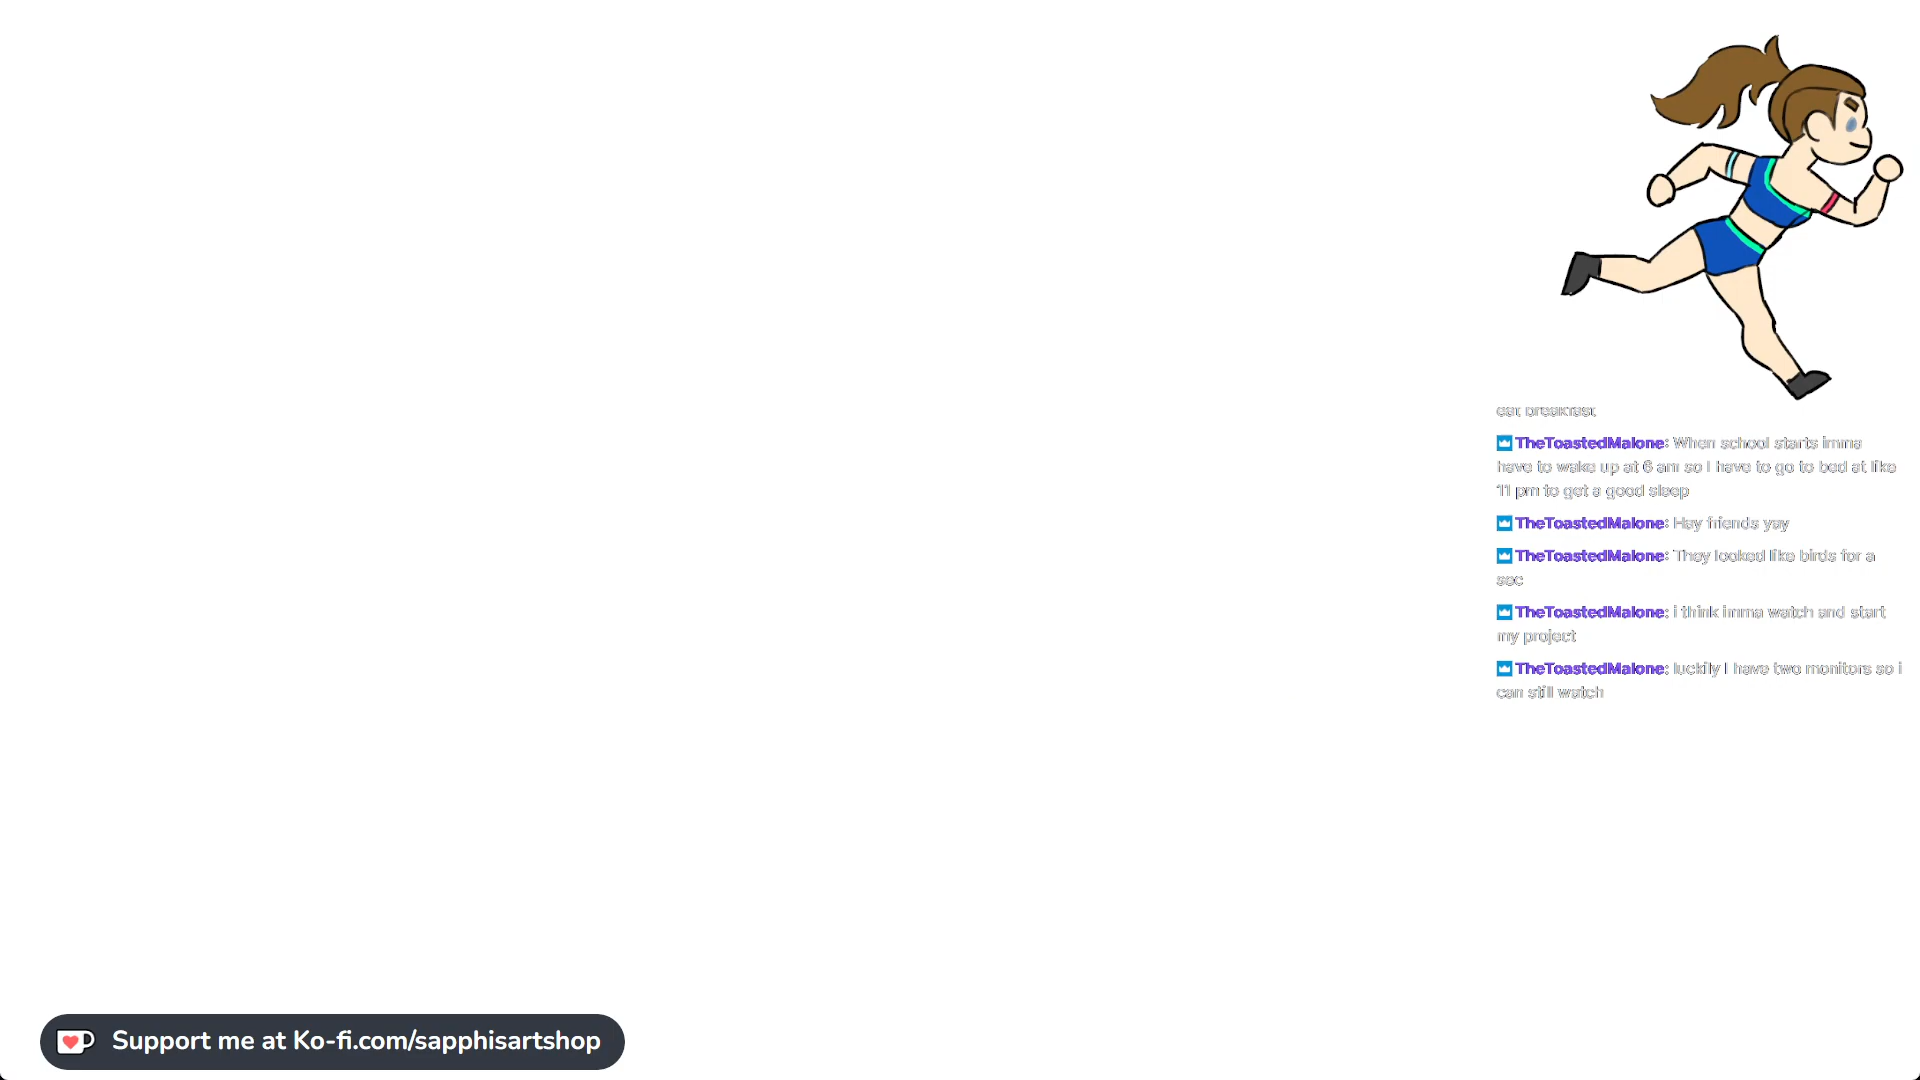 eat breakfast
TheToastedMalone: When school starts imma
have to wake up at 6 am so I have to go to bed at like
11 pm to get a good sleep
TheToastedMalone: Hey friends yay
TheToastedMalone: They looked like birds for a
sec
TheToastedMalone: i think imma watch and start
my project
TheToastedMalone: luckily I have two monitors so i
can still watch
Support me at Ko-fi.com/sapphisartshop